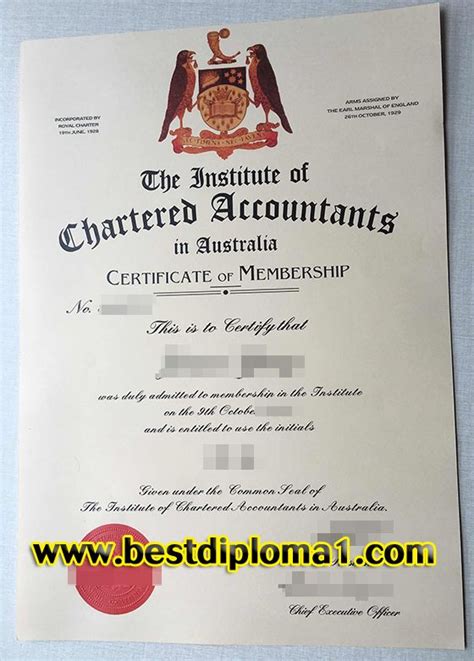 INCORPORATED BY
ROYAL CHARTER
19TH JUNE, 1928
ARMS ASSIGNED BY
THE EARL MARSHAL OF ENGLAND
26TH OCTOBER, 1929
The Institute of
Chartered Accountants
in Australia
CERTIFICATE OF MEMBERSHIP
No.
This is to Certify that
was duly admitted to membership in the Institute
on the 9th Octobe
and is entitled to use the initials
Given under the Common Seal of
The Institute of Chartered Accountants in Australia.
www.bestdiploma1.com
Chief Executive Officer